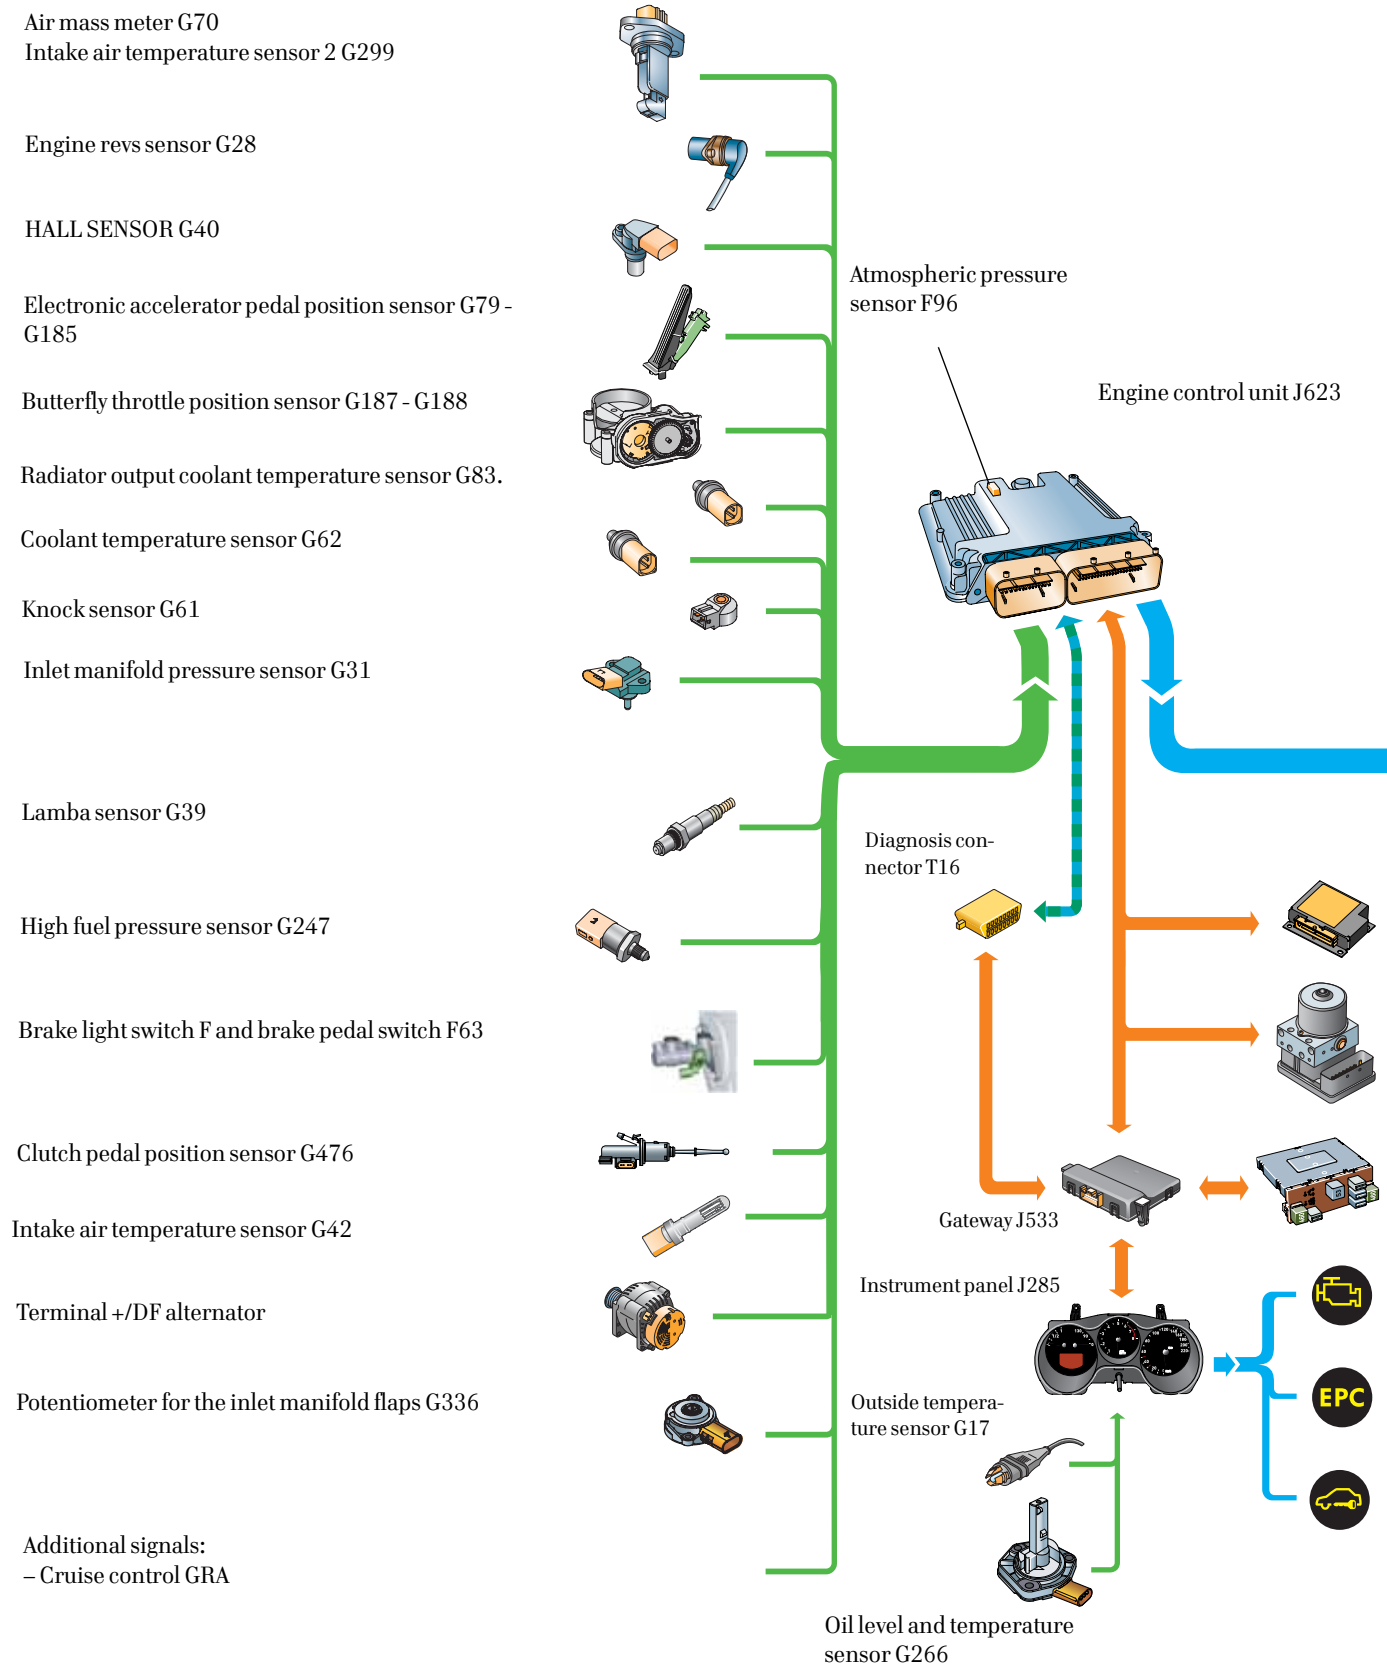 Air mass meter G70
Intake air temperature sensor 2 G299
Engine revs sensor G28
HALL SENSOR G40
Electronic accelerator pedal position sensor G79 -
G185
Butterfly throttle position sensor G187 - G188
Radiator output coolant temperature sensor G83.
Coolant temperature sensor G62
Knock sensor G61
Inlet manifold pressure sensor G31
Lamba sensor G39
High fuel pressure sensor G247
Brake light switch F and brake pedal switch F63
Clutch pedal position sensor G476
Intake air temperature sensor G42
Terminal +/DF alternator
Potentiometer for the inlet manifold flaps G336
Additional signals:
– Cruise control GRA
Atmospheric pressure
sensor F96
Engine control unit J623
Diagnosis con-
nector T16
Gateway J533
Instrument panel J285
EPC
Outside tempera-
ture sensor G17
Oil level and temperature
sensor G266